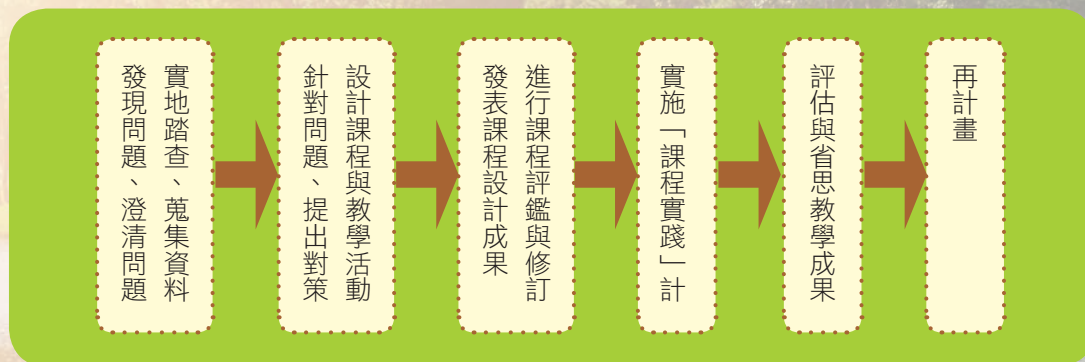 實地踏查、蒐集資料
發現問題、澄清問題
設計課程與教學活動
針對問題、提出對策
進行課程評鑑與修訂
發表課程設計成果
實施「課程實踐」計
評估與省思教學成果
再計畫